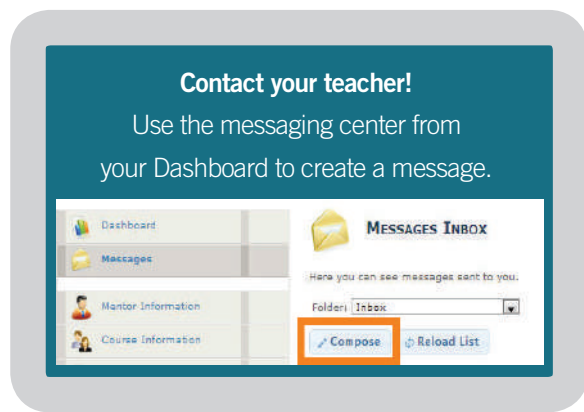 Contact your teacher!
Use the messaging center from
your Dashboard to create a message.
Dashboard
Messages
Mentor Information
Course Information
MESSAGES INBOX
Here you can see messages sent to you.
Folder: Inbox
Compose
Reload List